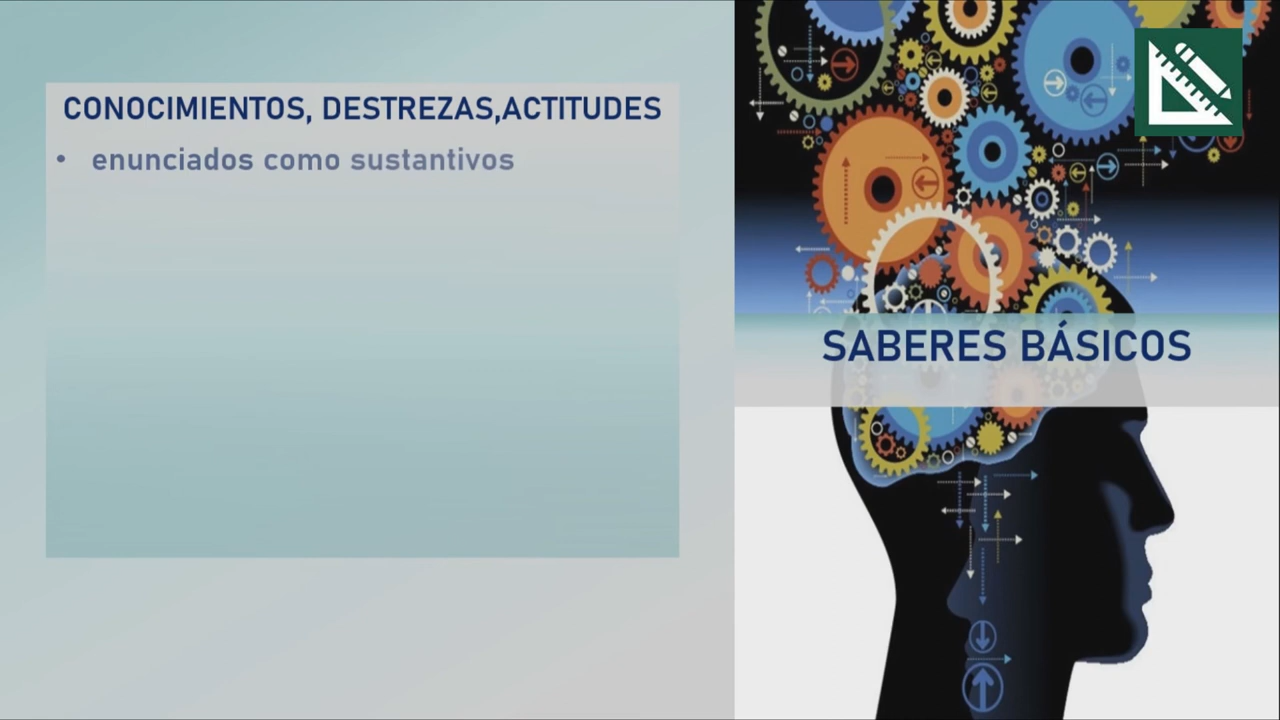 CONOCIMIENTOS, DESTREZAS,ACTITUDES
• enunciados como sustantivos
SABERES BÁSICOS